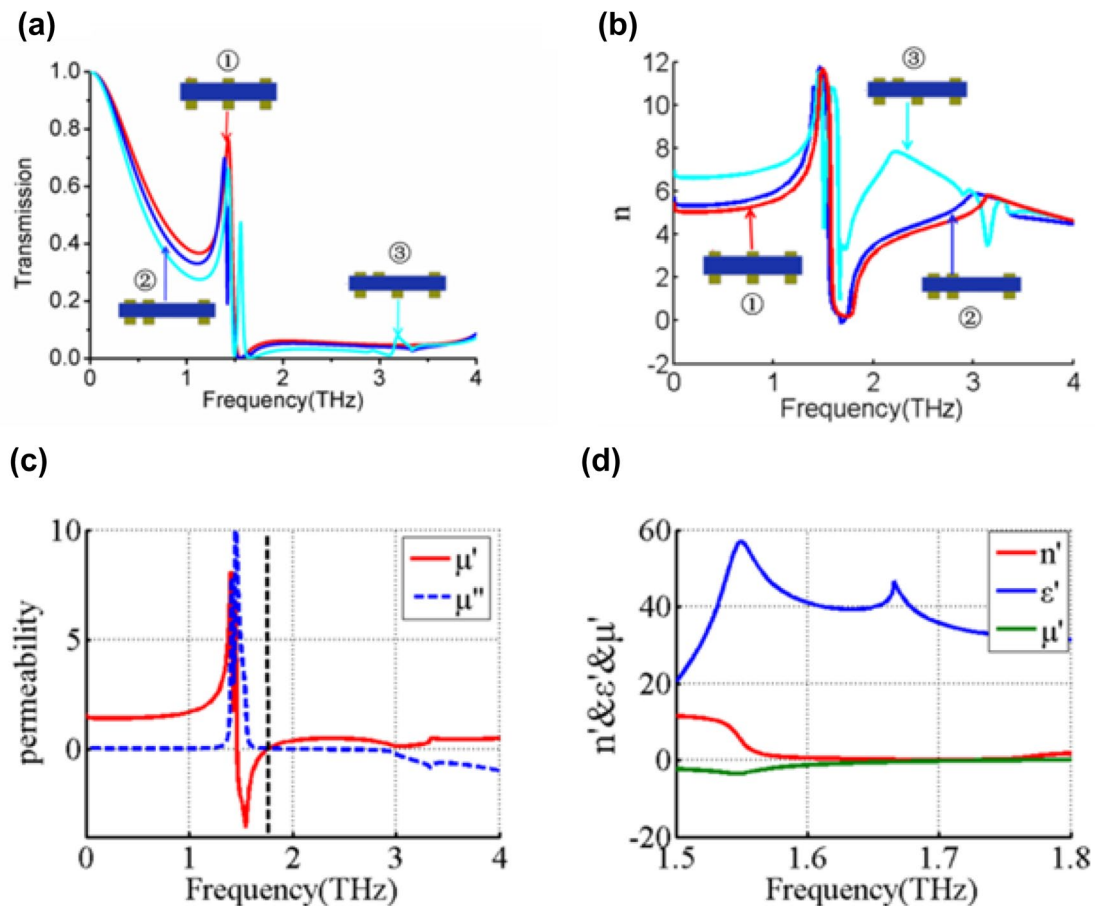 (a)
1.0
0.8
0.6
0.4
0.2
0.0
Transmission
①
②
③
0 1 2 3 4
Frequency(THz)
(b)
12
10
8
6
4
2
0
-2
n
③
①
②
0 1 2 3 4
Frequency(THz)
(c)
10
5
0
permeability
μ'
μ"
0 1 2 3 4
Frequency(THz)
(d)
60
40
20
0
-20
n'&ε'&μ'
n'
ε'
μ'
1.5 1.6 1.7 1.8
Frequency(THz)